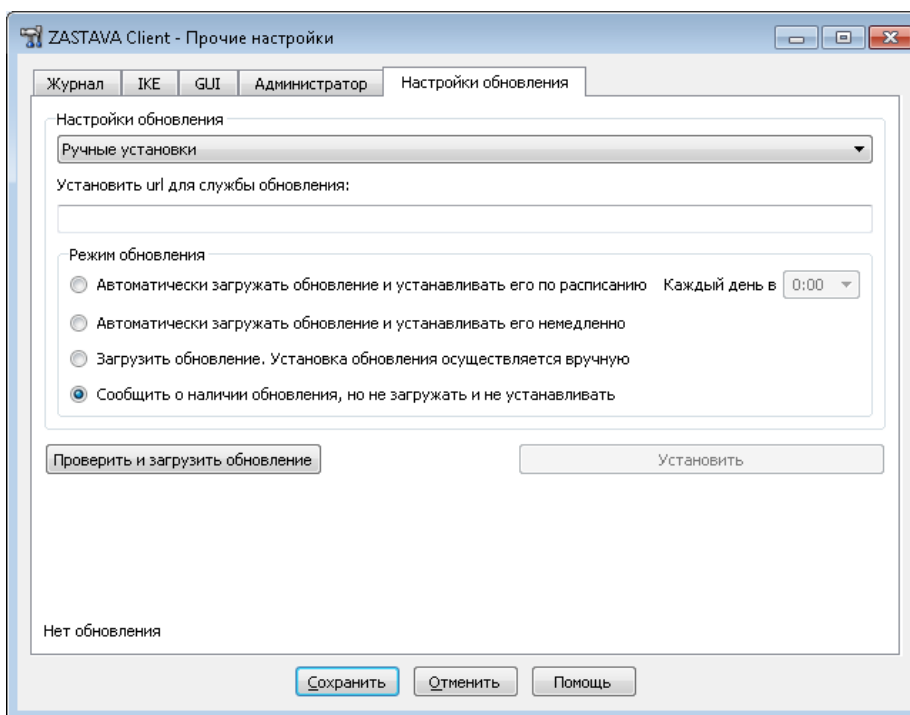 ZASTAVA Client - Прочие настройки
Журнал IKE GUI Администратор Настройки обновления
Настройки обновления
Ручные установки
Установить url для службы обновления:
Режим обновления
Автоматически загружать обновление и устанавливать его по расписанию Каждый день в 0:00
Автоматически загружать обновление и устанавливать его немедленно
Загрузить обновление. Установка обновления осуществляется вручную
Сообщить о наличии обновления, но не загружать и не устанавливать
Проверить и загрузить обновление Установить
Нет обновления
Сохранить Отменить Помощь